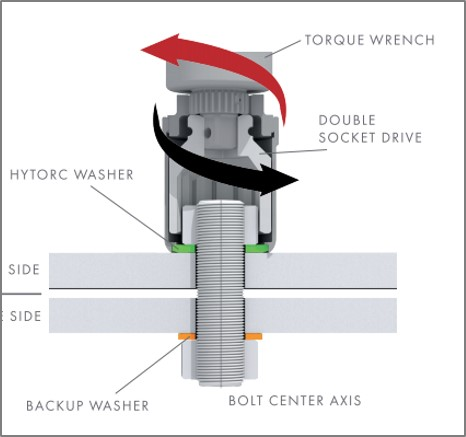 TORQUE WRENCH
DOUBLE
SOCKET DRIVE
HYTORC WASHER
SIDE
SIDE
BACKUP WASHER
BOLT CENTER AXIS